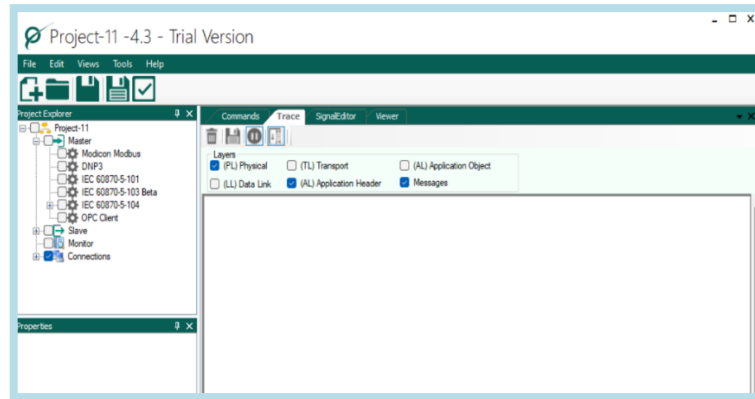 Project-11 -4.3 - Trial Version
File Edit Views Tools Help
Project Explorer
Project-11
Master
Modicon Modbus
DNP3
IEC 60870-5-101
IEC 60870-5-103 Beta
IEC 60870-5-104
OPC Client
Slave
Monitor
Connections
Properties
Commands Trace SignalEditor Viewer
Layers
(PL) Physical (TL) Transport (AL) Application Object
(LL) Data Link (AL) Application Header Messages